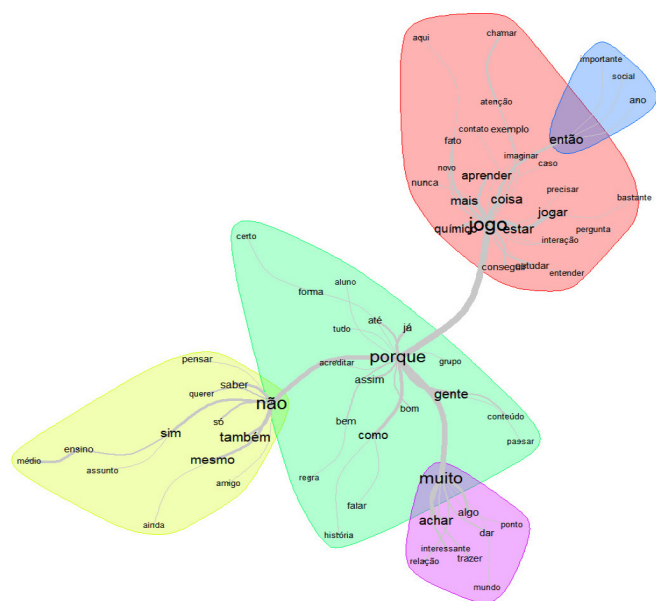 chamar
aqui
importante
social
ano
atenção
contato exemplo
fato
então
imaginar
caso
novo
aprender
nunca
precisar
mais
coisa
bastante
jogar
jogo
químico
estar
pergunta
interação
certo
entender
aluno
forma
até
já
tudo
porque
grupo
acreditar
pensar
assim
saber
gente
querer
não
bom
conteúdo
só
bem
sim
também
como
passar
ensino
médio
mesmo
assunto
regra
muito
amigo
falar
algo
achar
ponto
ainda
história
dar
interessante
relação
trazer
mundo